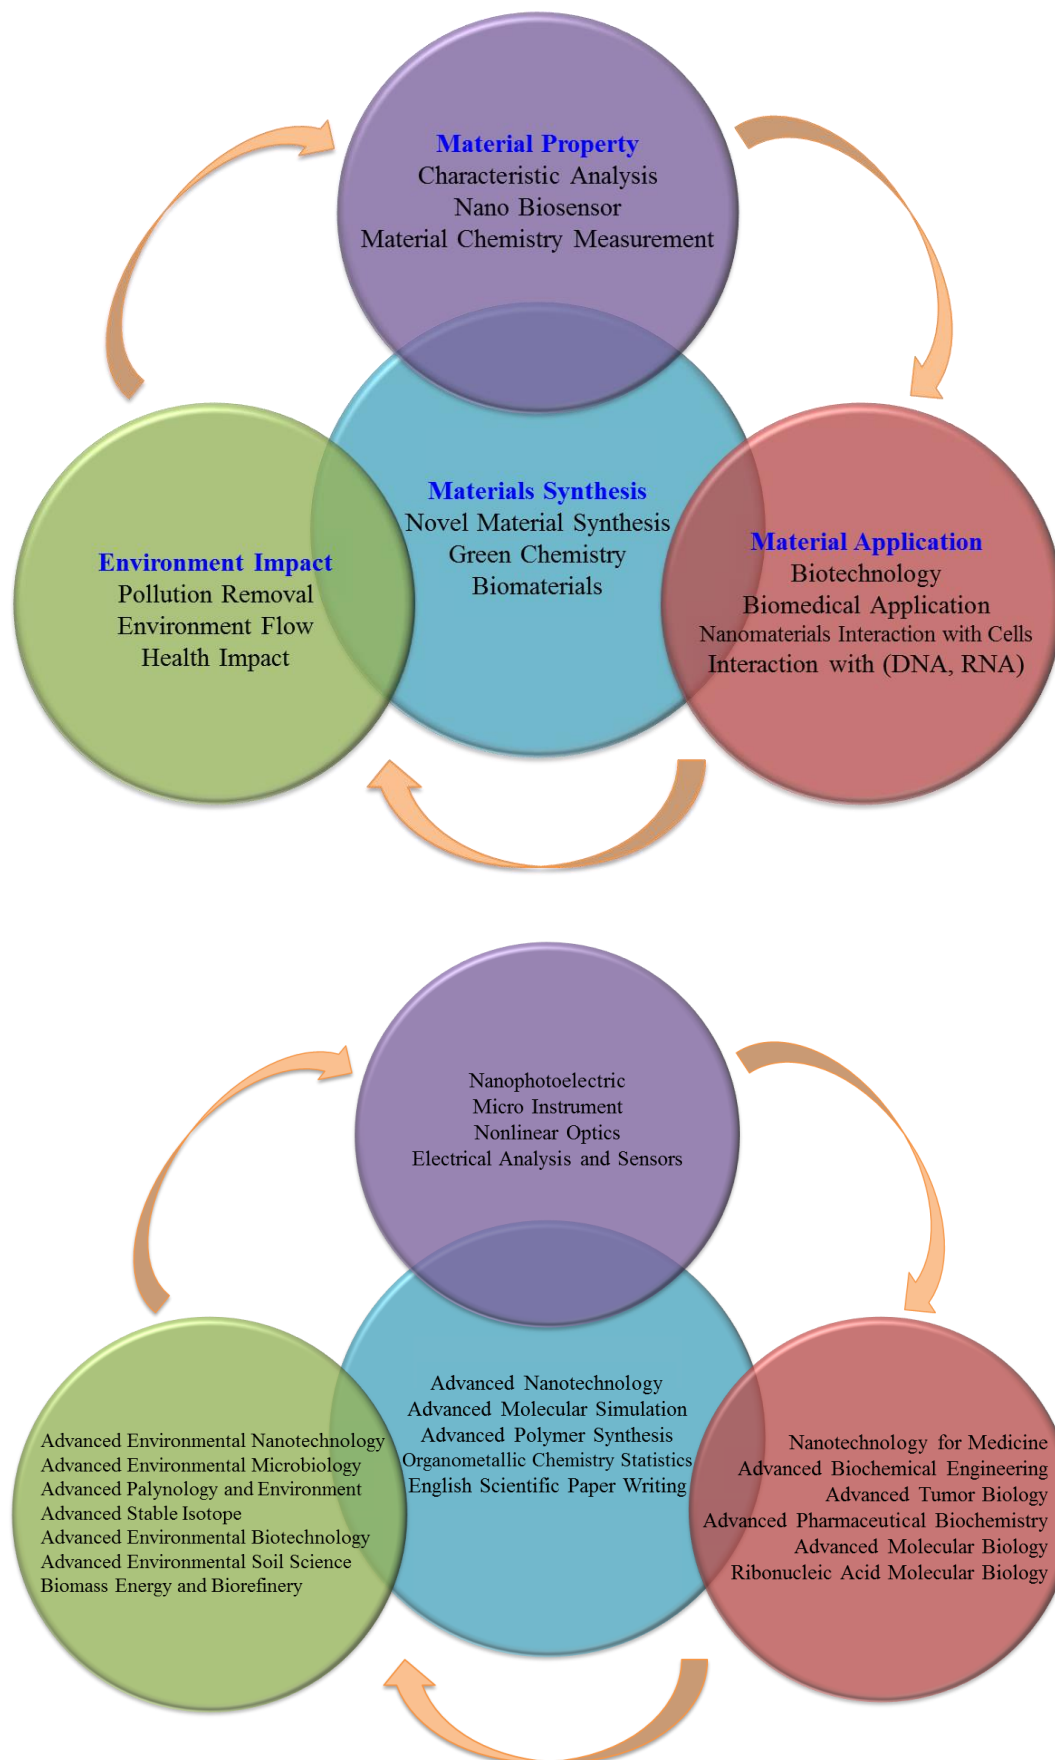 Material Property
Characteristic Analysis
Nano Biosensor
Material Chemistry Measurement
Materials Synthesis
Novel Material Synthesis
Green Chemistry
Biomaterials
Environment Impact
Pollution Removal
Environment Flow
Health Impact
Material Application
Biotechnology
Biomedical Application
Nanomaterials Interaction with Cells
Interaction with (DNA, RNA)
Nanophotoelectric
Micro Instrument
Nonlinear Optics
Electrical Analysis and Sensors
Advanced Nanotechnology
Advanced Molecular Simulation
Advanced Polymer Synthesis
Organometallic Chemistry Statistics
English Scientific Paper Writing
Advanced Environmental Nanotechnology
Advanced Environmental Microbiology
Advanced Palynology and Environment
Advanced Stable Isotope
Advanced Environmental Biotechnology
Advanced Environmental Soil Science
Biomass Energy and Biorefinery
Nanotechnology for Medicine
Advanced Biochemical Engineering
Advanced Tumor Biology
Advanced Pharmaceutical Biochemistry
Advanced Molecular Biology
Ribonucleic Acid Molecular Biology